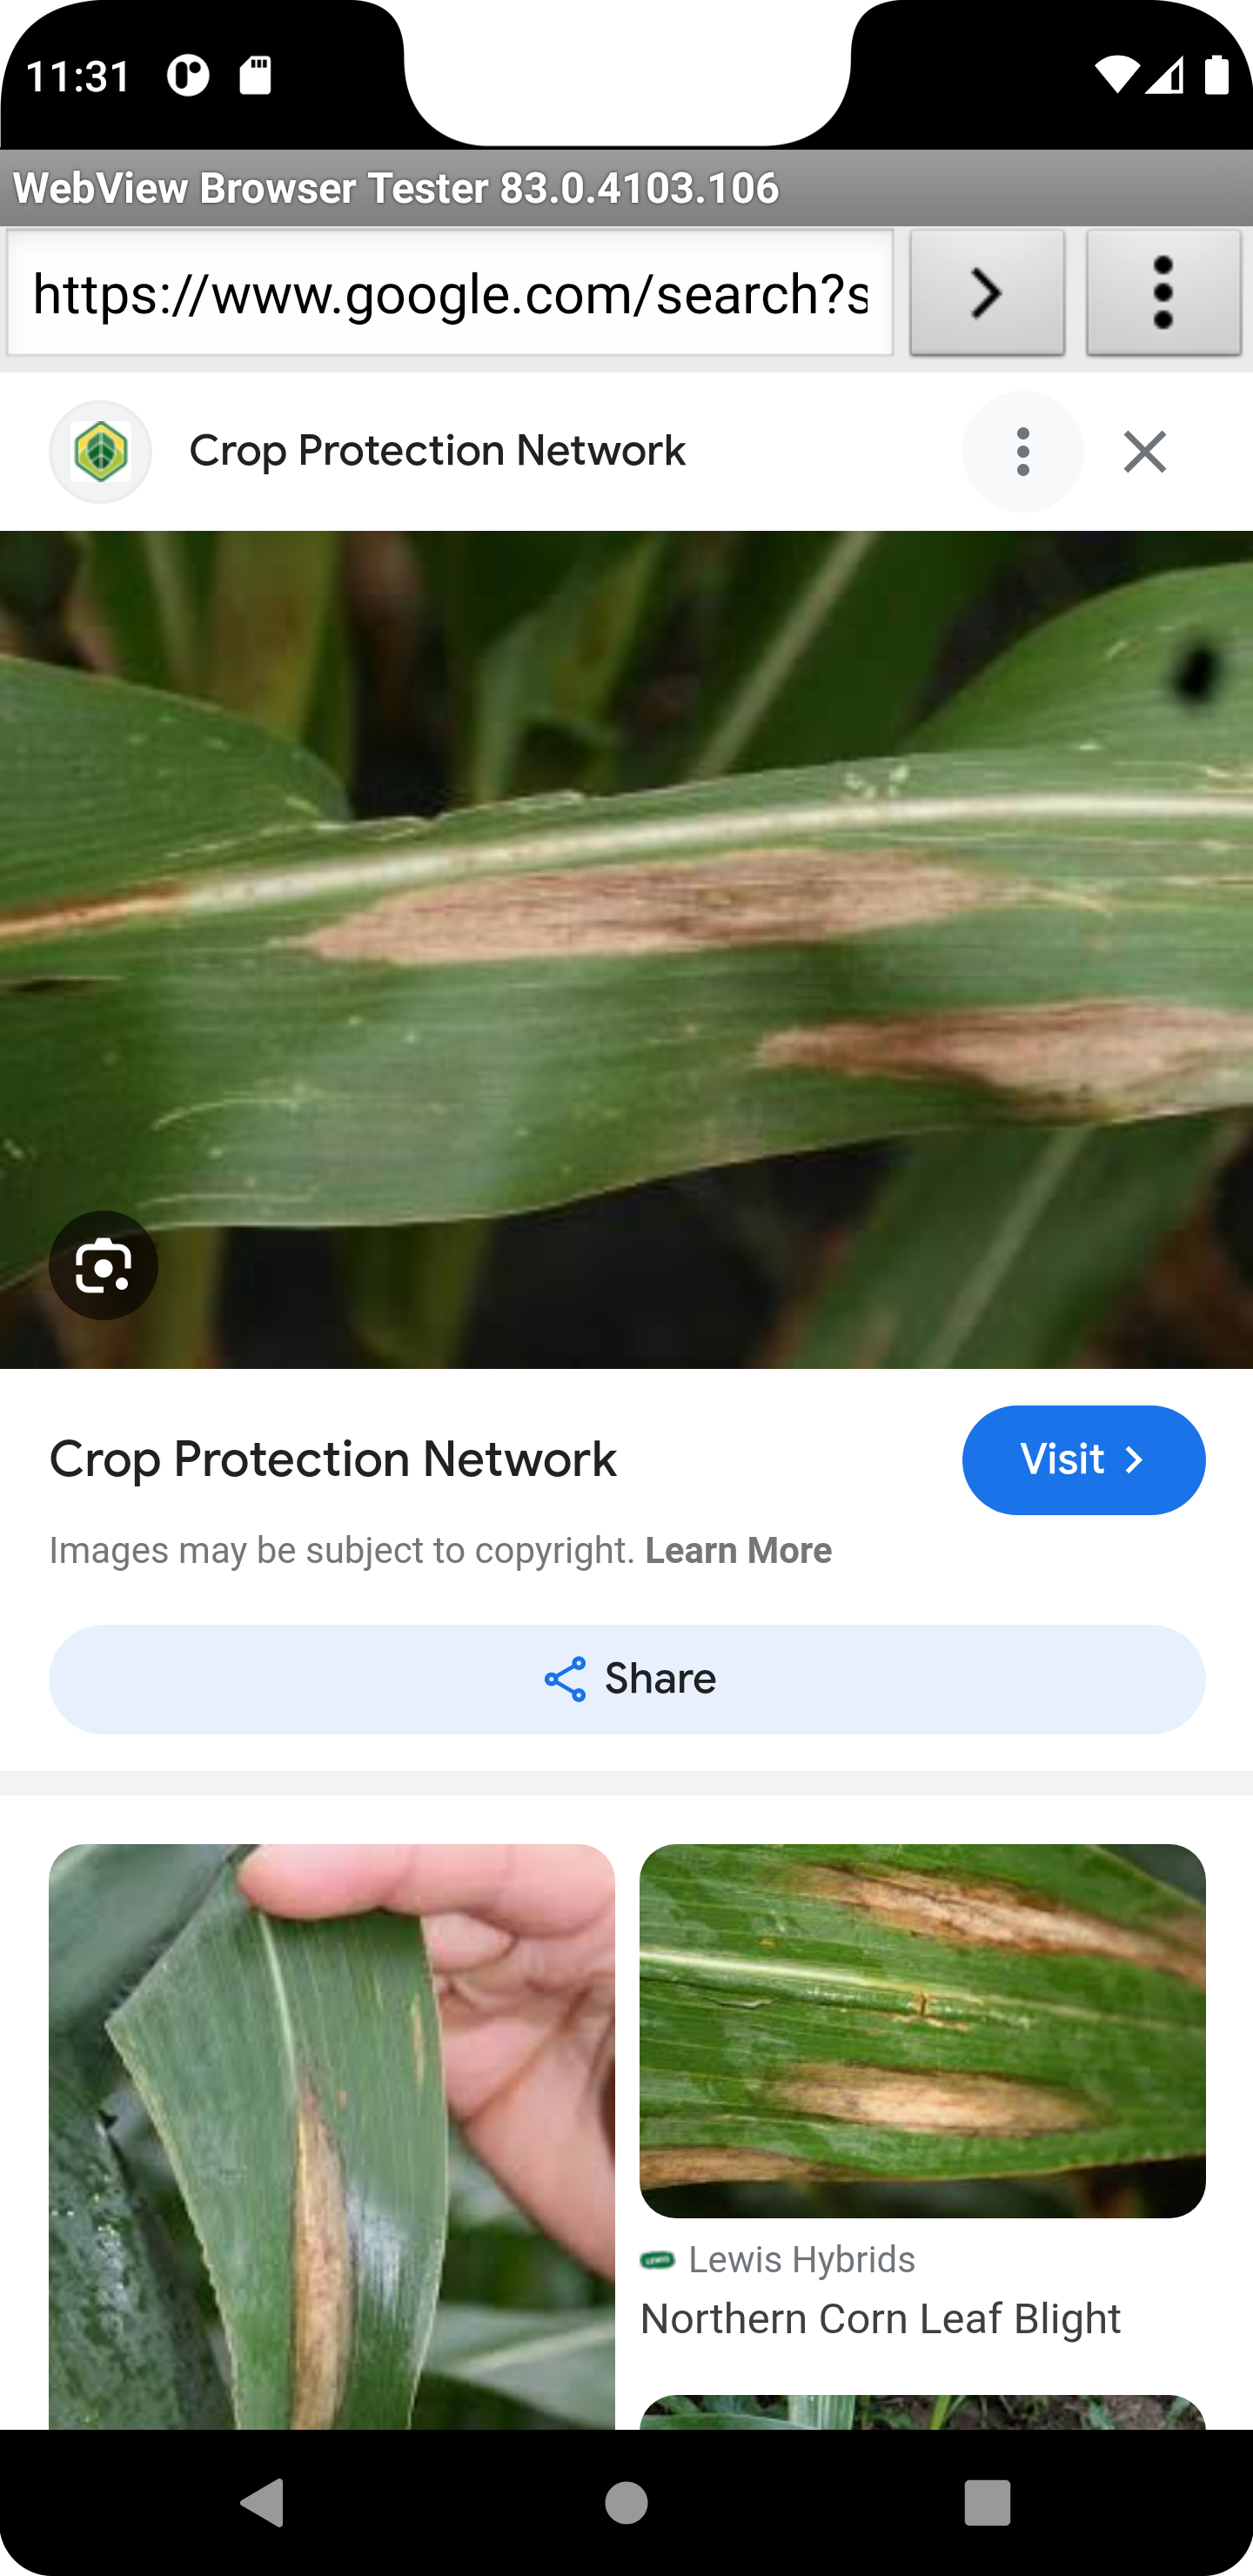 11:31
WebView Browser Tester 83.0.4103.106
https://www.google.com/search?s
Crop Protection Network
Crop Protection Network
Visit
Images may be subject to copyright. Learn More
Share
Lewis Hybrids
Northern Corn Leaf Blight